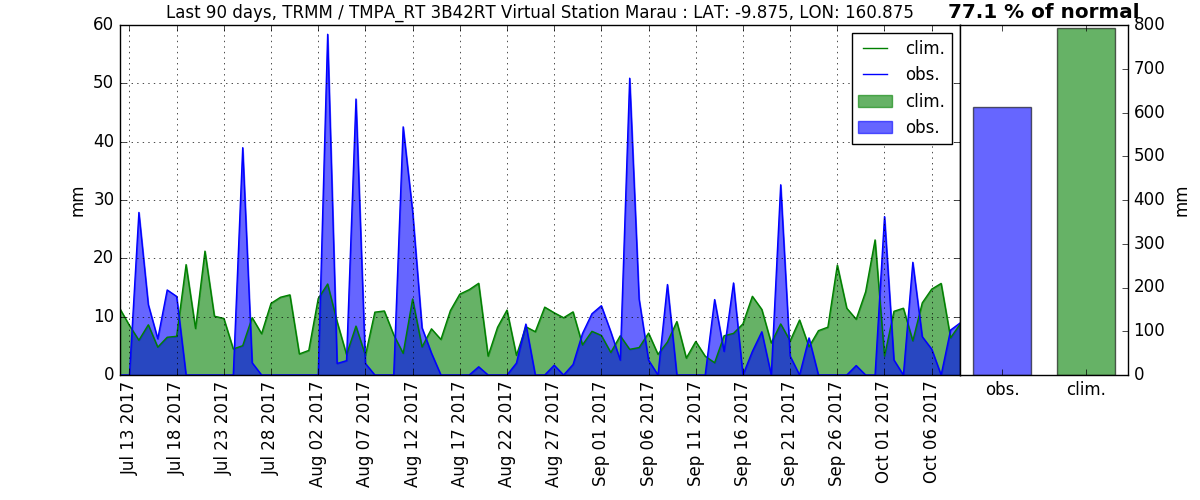 Last 90 days, TRMM / TMPA_RT 3B42RT Virtual Station Marau : LAT: -9.875, LON: 160.875
77.1 % of normal
60
50
40
30
20
10
0
mm
clim.
obs.
clim.
obs.
800
700
600
500
400
300
200
100
0
mm
Jul 13 2017
Jul 18 2017
Jul 23 2017
Jul 28 2017
Aug 02 2017
Aug 07 2017
Aug 12 2017
Aug 17 2017
Aug 22 2017
Aug 27 2017
Sep 01 2017
Sep 06 2017
Sep 11 2017
Sep 16 2017
Sep 21 2017
Sep 26 2017
Oct 01 2017
Oct 06 2017
obs.
clim.